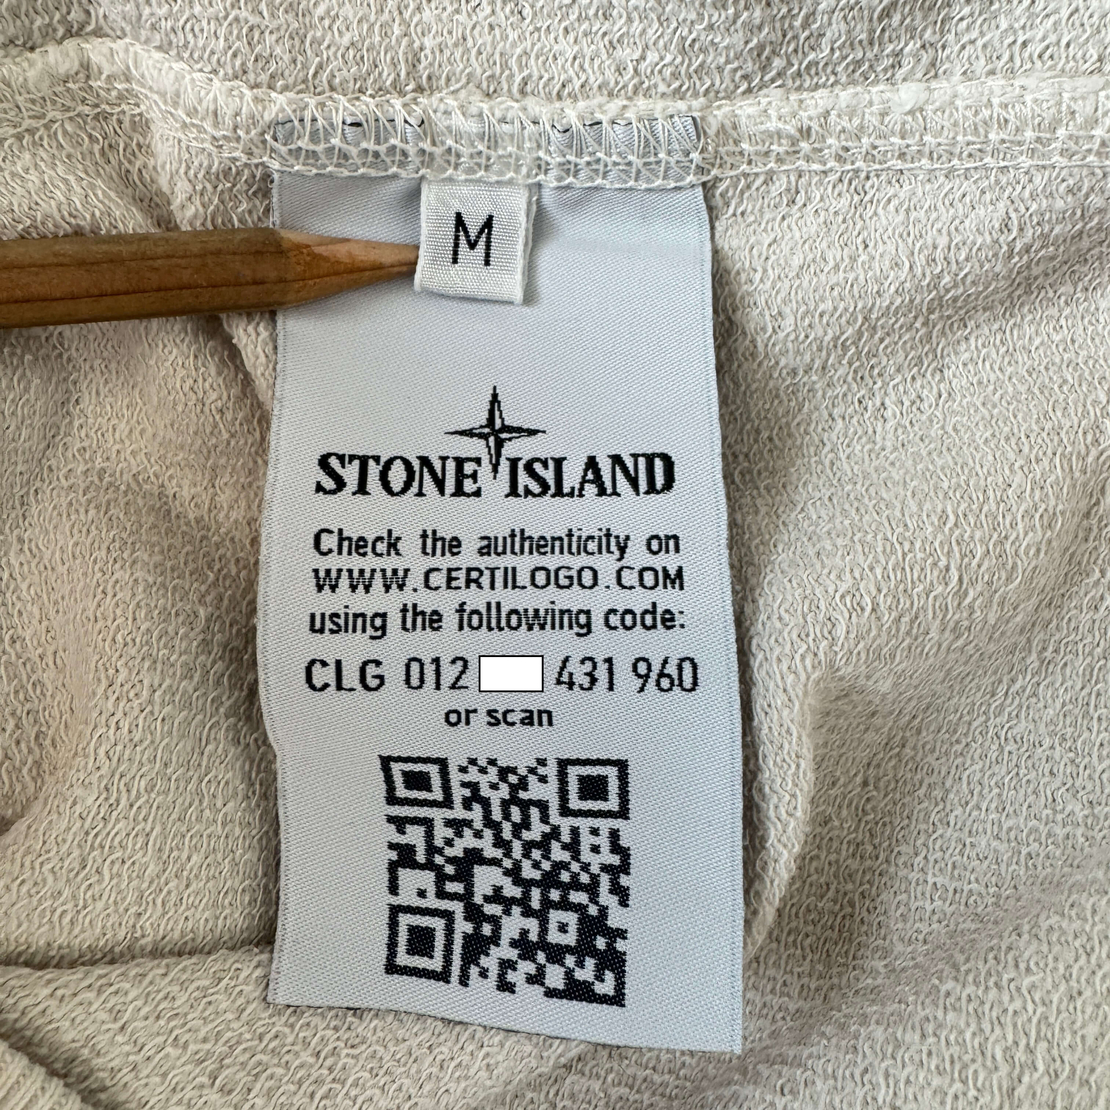 M
STONE ISLAND
Check the authenticity on
WWW.CERTILOGO.COM
using the following code:
CLG 012 431 960
or scan